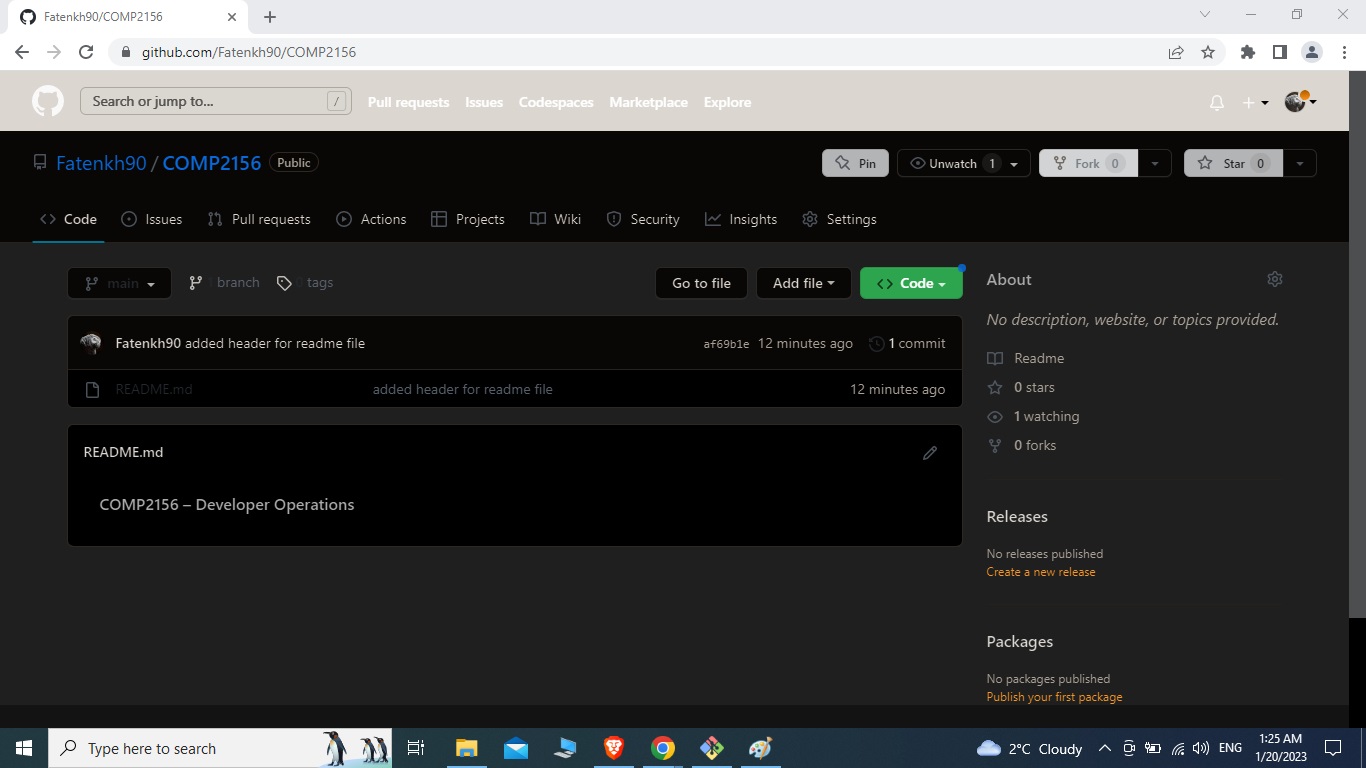 Fatenkh90/COMP2156
github.com/Fatenkh90/COMP2156
Search or jump to... / Pull requests Issues Codespaces Marketplace Explore
Fatenkh90 / COMP2156 Public Pin Unwatch 1 Fork 0 Star 0
Code Issues Pull requests Actions Projects Wiki Security Insights Settings
main branch 0 tags Go to file Add file Code
About
No description, website, or topics provided.
Fatenkh90 added header for readme file af69b1e 12 minutes ago 1 commit
README.md added header for readme file 12 minutes ago
Readme
0 stars
1 watching
0 forks
README.md
COMP2156 – Developer Operations
Releases
No releases published
Create a new release
Packages
No packages published
Publish your first package
Type here to search 2°C Cloudy ENG 1:25 AM
1/20/2023